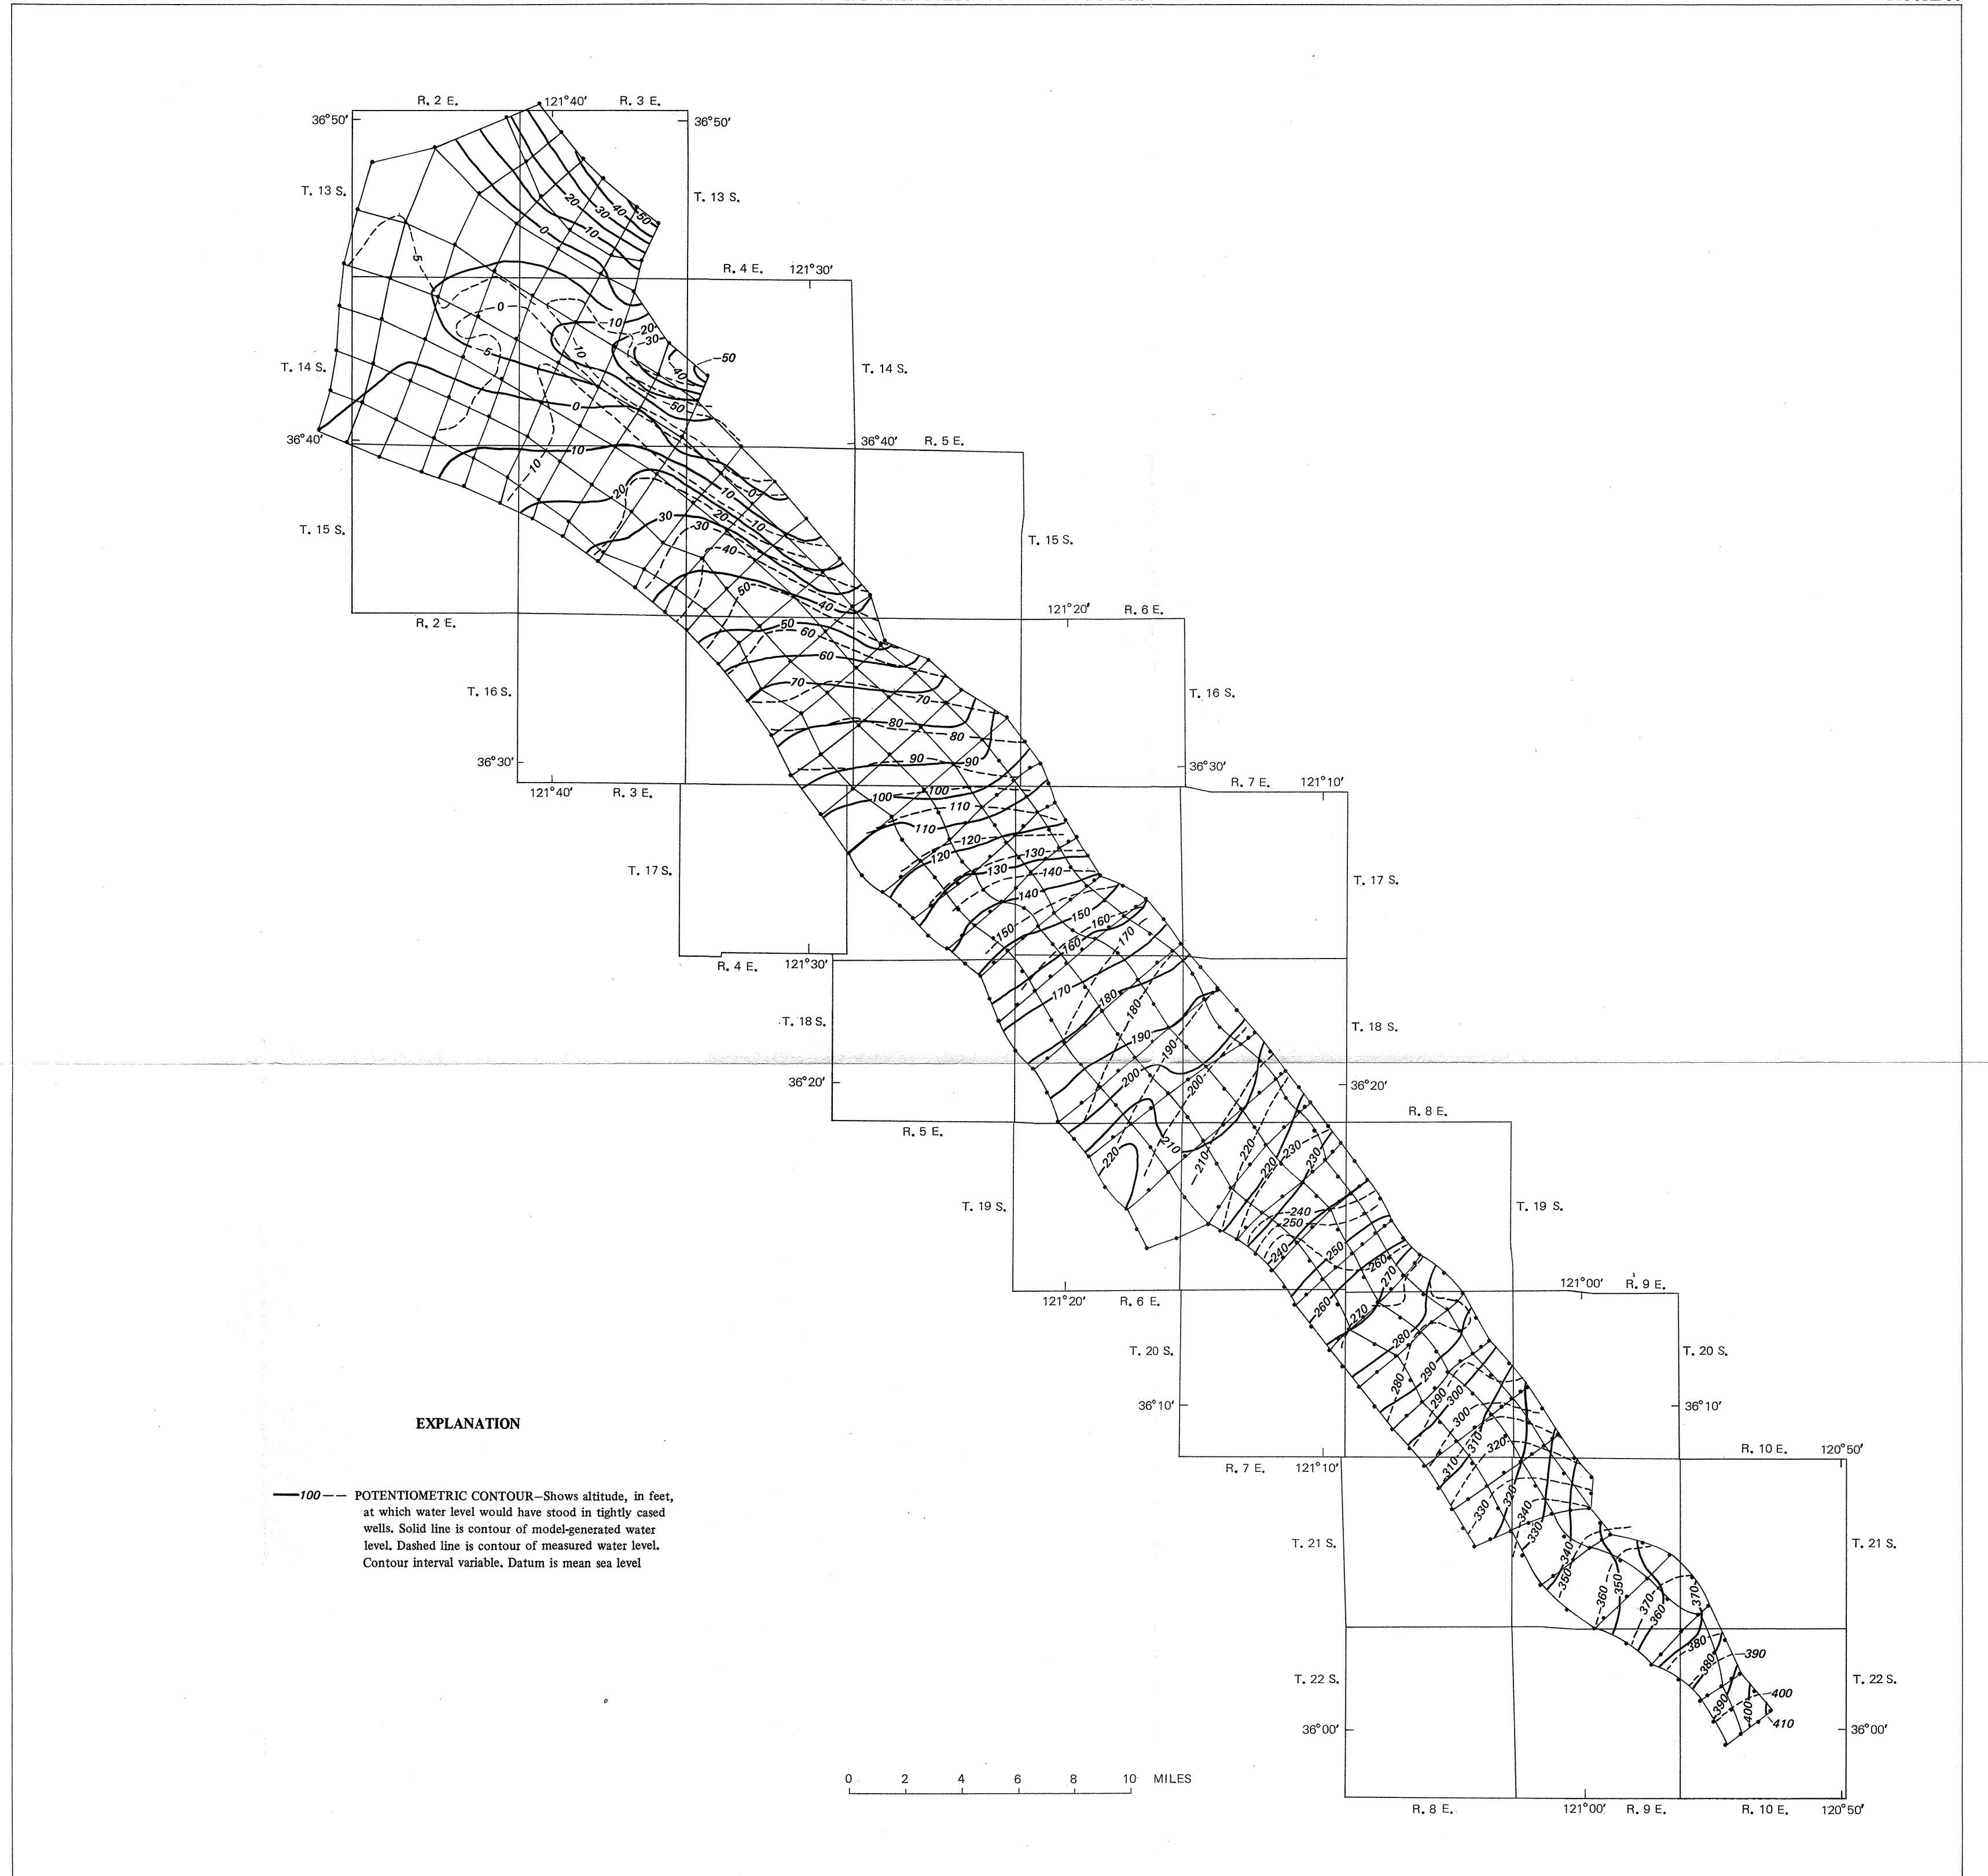 R. 2 E.
121°40′
R. 3 E.
36°50′
36°50′
T. 13 S.
T. 13 S.
20
30
40
50
0
10
5
R. 4 E.
121°30′
0
10
20
30
−50
5
10
40
T. 14 S.
T. 14 S.
50
0
36°40′
36°40′
R. 5 E.
10
10
20
10
0
30
20
10
30
T. 15 S.
T. 15 S.
40
50
40
121°20′
R. 6 E.
R. 2 E.
50
60
60
70
T. 16 S.
T. 16 S.
70
80
80
36°30′
90
90
36°30′
R. 7 E.
121°10′
121°40′
R. 3 E.
100
100
110
110
120
120
130
130
140
T. 17 S.
T. 17 S.
140
150
150
160
160
170
R. 4 E.
121°30′
170
180
180
T. 18 S.
T. 18 S.
190
190
200
200
36°20′
36°20′
R. 5 E.
R. 8 E.
210
220
210
220
220
230
230
T. 19 S.
T. 19 S.
240
250
240
250
260
270
121°00′
R. 9 E.
121°20′
R. 6 E.
260
270
280
T. 20 S.
T. 20 S.
290
280
290
300
36°10′
36°10′
300
310
320
R. 10 E.
120°50′
R. 7 E.
121°10′
310
320
330
340
330
T. 21 S.
T. 21 S.
340
350
360
350
370
360
370
380
390
380
T. 22 S.
T. 22 S.
390
400
400
410
36°00′
36°00′
R. 8 E.
121°00′
R. 9 E.
R. 10 E.
120°50′
EXPLANATION
100
POTENTIOMETRIC CONTOUR—Shows altitude, in feet,
at which water level would have stood in tightly cased
wells. Solid line is contour of model-generated water
level. Dashed line is contour of measured water level.
Contour interval variable. Datum is mean sea level
0 2 4 6 8 10 MILES